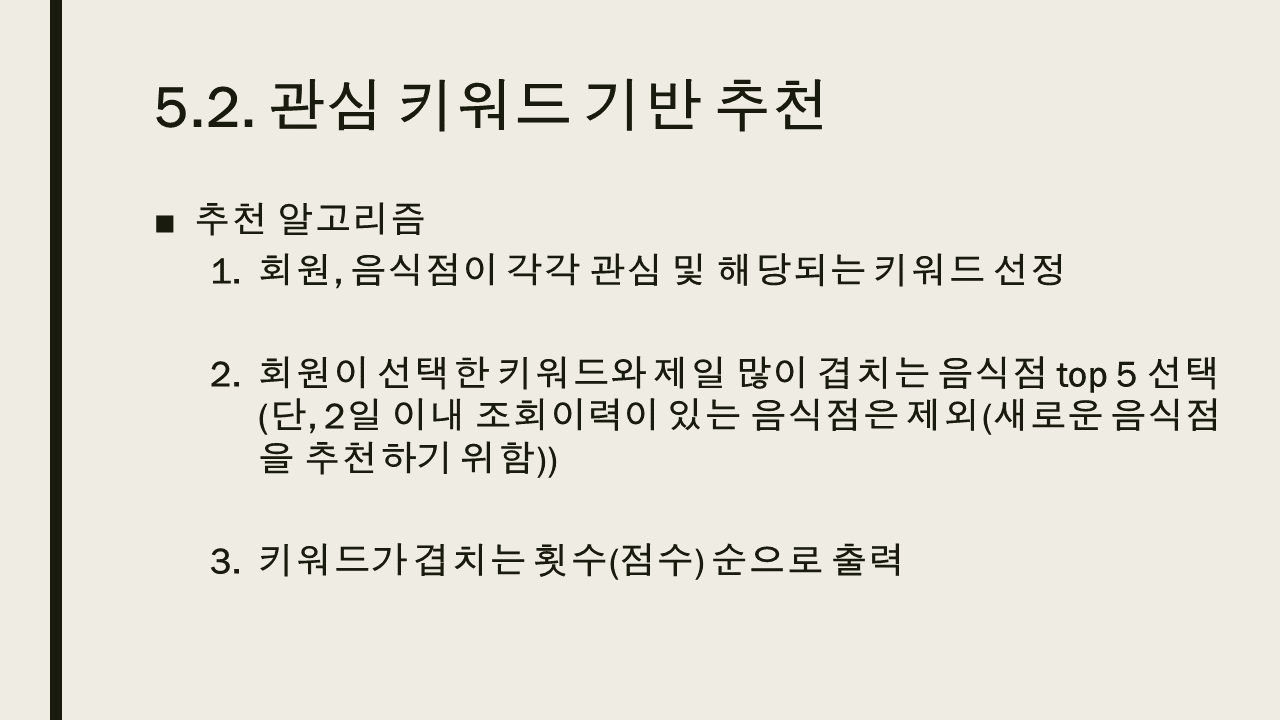 5.2. 관심 키워드 기반 추천
■ 추천 알고리즘
1. 회원, 음식점이 각각 관심 및 해당되는 키워드 선정
2. 회원이 선택한 키워드와 제일 많이 겹치는 음식점 top 5 선택
(단, 2일 이내 조회이력이 있는 음식점은 제외(새로운 음식점
을 추천하기 위함))
3. 키워드가 겹치는 횟수(점수) 순으로 출력